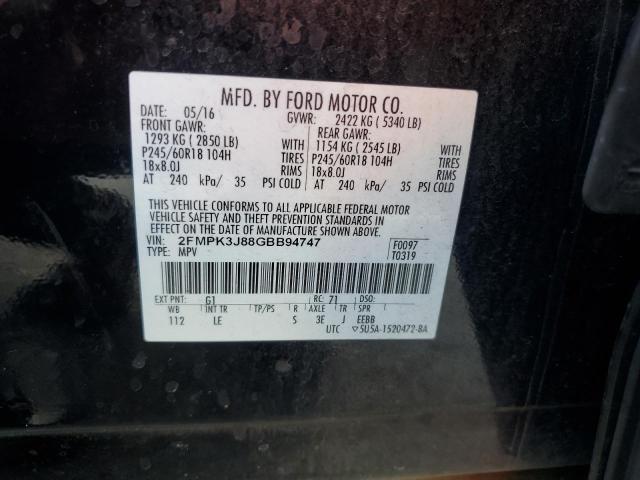 MFD. BY FORD MOTOR CO.
DATE: 05/16 GVWR: 2422 KG ( 5340 LB)
FRONT GAWR: REAR GAWR:
1293 KG ( 2850 LB) WITH 1154 KG ( 2545 LB) WITH
P245/60R18 104H TIRES P245/60R18 104H TIRES
18x8.0J RIMS 18x8.0J RIMS
AT 240 kPa/ 35 PSI COLD AT 240 kPa/ 35 PSI COLD
THIS VEHICLE CONFORMS TO ALL APPLICABLE FEDERAL MOTOR
VEHICLE SAFETY AND THEFT PREVENTION STANDARDS IN
EFFECT ON THE DATE OF MANUFACTURE SHOWN ABOVE.
VIN: 2FMPK3J88GBB94747 F0097
TYPE: MPV T0319
EXT PNT: G1 RC: 71 DSO:
WB INT TR TP/PS R AXLE TR SPR
112 LE S 3E J EEBB
UTC ▽5U5A-1520472-BA